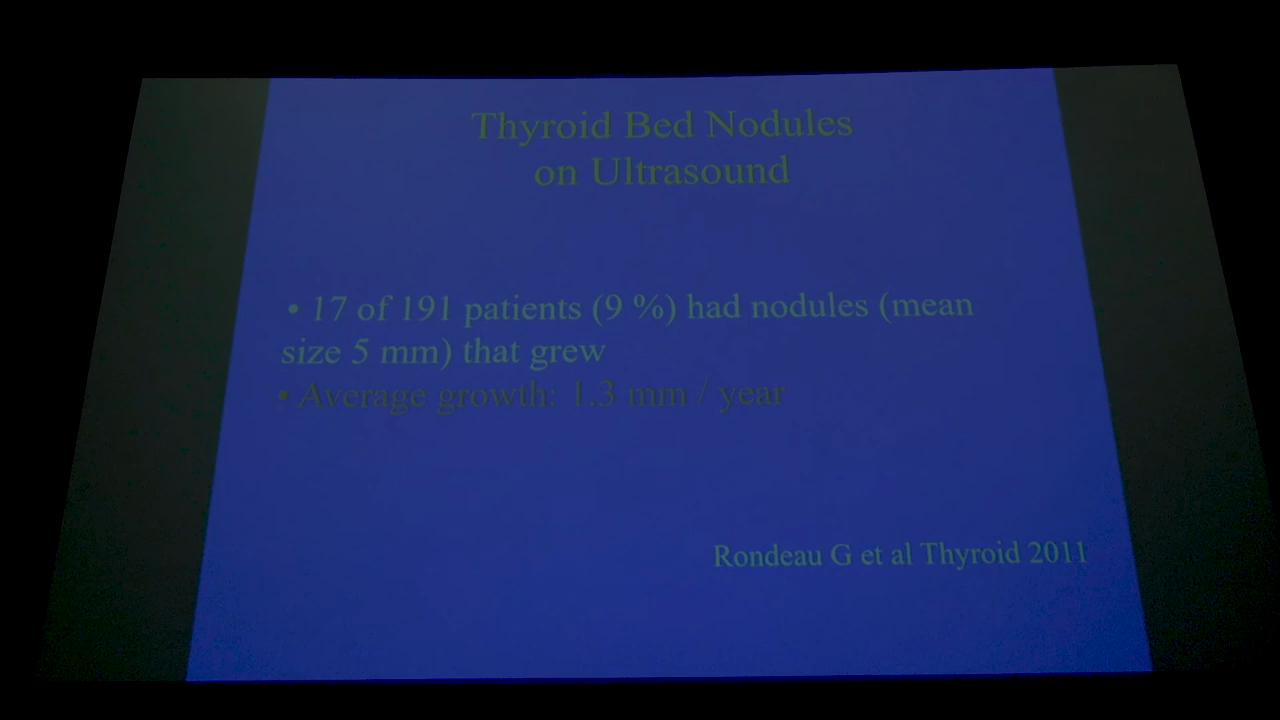 Thyroid Bed Nodules
on Ultrasound
• 17 of 191 patients (9 %) had nodules (mean
size 5 mm) that grew
• Average growth: 1.3 mm / year
Rondeau G et al Thyroid 2011